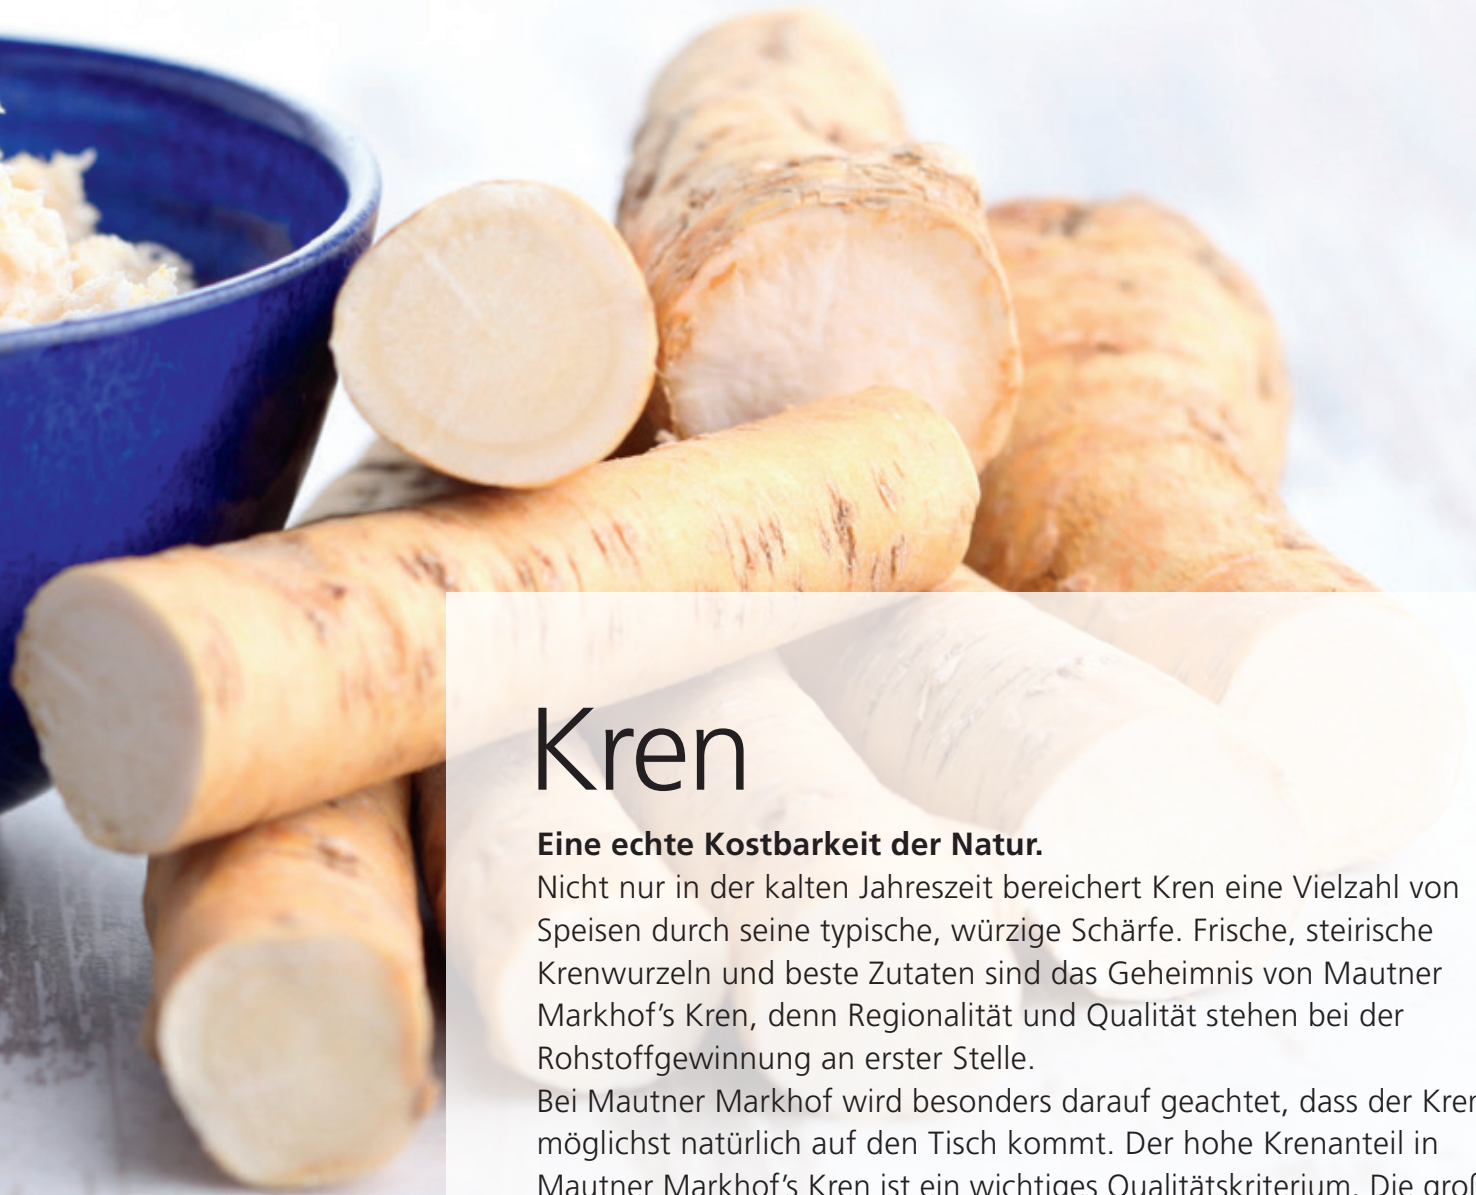 Kren
Eine echte Kostbarkeit der Natur.
Nicht nur in der kalten Jahreszeit bereichert Kren eine Vielzahl von
Speisen durch seine typische, würzige Schärfe. Frische, steirische
Krenwurzeln und beste Zutaten sind das Geheimnis von Mautner
Markhof’s Kren, denn Regionalität und Qualität stehen bei der
Rohstoffgewinnung an erster Stelle.
Bei Mautner Markhof wird besonders darauf geachtet, dass der Kren
möglichst natürlich auf den Tisch kommt. Der hohe Krenanteil in
Mautner Markhof’s Kren ist ein wichtiges Qualitätskriterium. Die